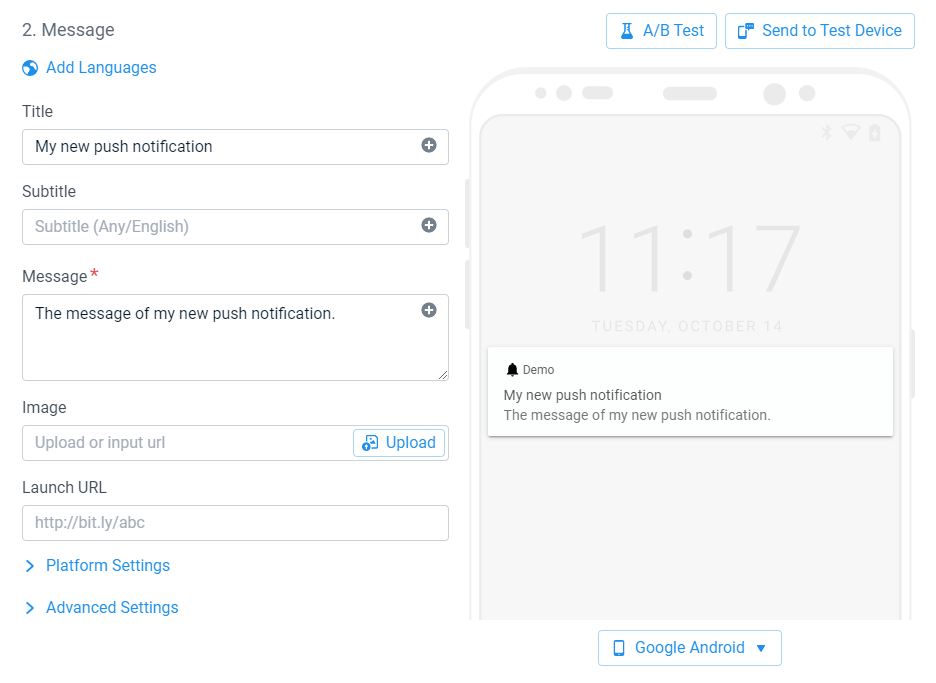 2. Message
A/B Test
Send to Test Device
Add Languages
Title
My new push notification
Subtitle
Subtitle (Any/English)
Message*
The message of my new push notification.
Image
Upload or input url
Upload
Launch URL
http://bit.ly/abc
Platform Settings
Advanced Settings
11:17
TUESDAY, OCTOBER 14
Demo
My new push notification
The message of my new push notification.
Google Android